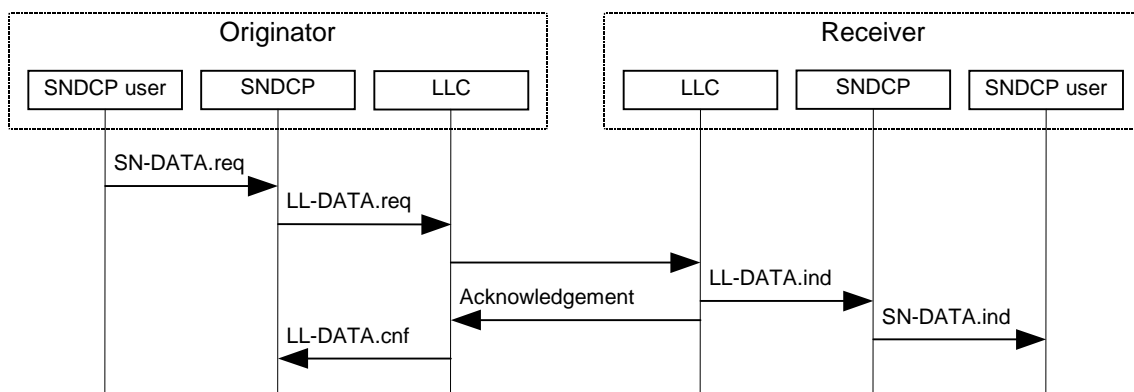 Originator Receiver
SNDCP user SNDCP LLC LLC SNDCP SNDCP user
SN-DATA.req
LL-DATA.req
LL-DATA.ind
Acknowledgement
SN-DATA.ind
LL-DATA.cnf